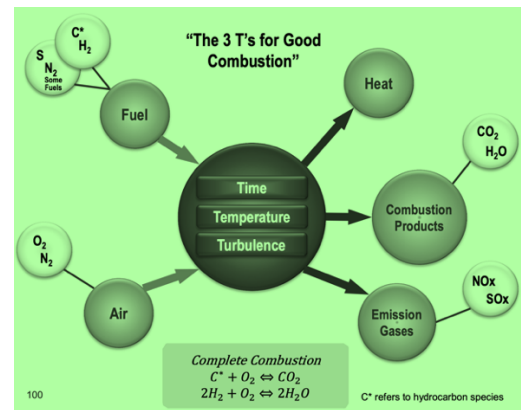 “The 3 T’s for Good
Combustion”
C*
H₂
S
N₂
Some
Fuels
Fuel
Heat
CO₂
H₂O
Time
Temperature
Turbulence
Combustion
Products
O₂
N₂
Air
NOx
SOx
Emission
Gases
Complete Combustion
C* + O₂ ⇔ CO₂
2H₂ + O₂ ⇔ 2H₂O
100
C* refers to hydrocarbon species